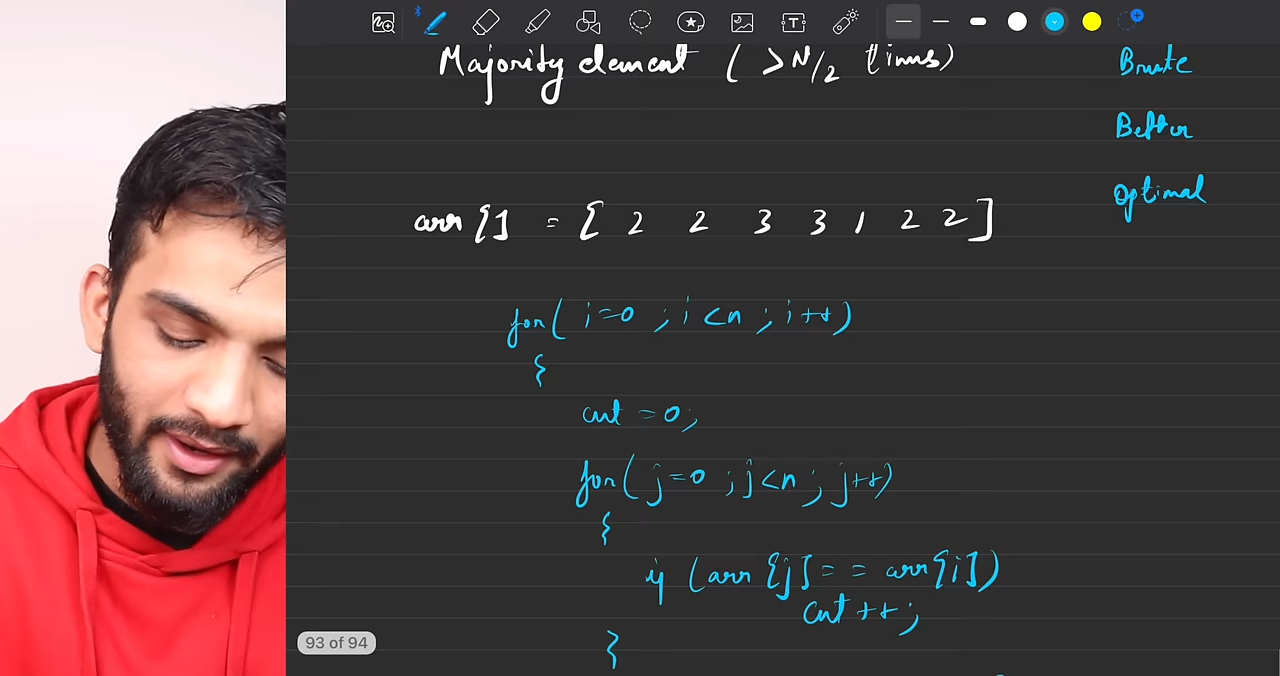 Majority element ( > N/2 times)
Brute
Better
Optimal
arr[] = [ 2 2 3 3 1 2 2 ]
for( i=0 ; i<n ; i++)
{
cnt = 0;
for( j=0 ; j<n ; j++)
{
if (arr[j] == arr[i])
cnt++;
}
93 of 94